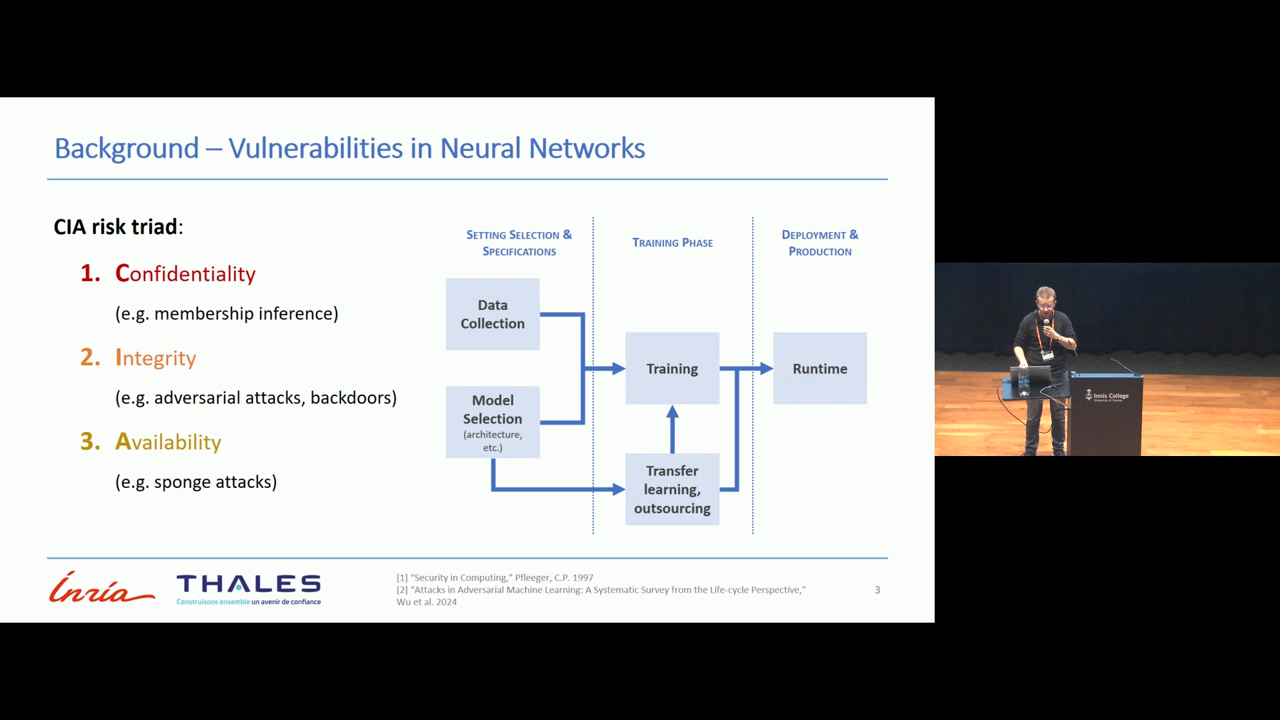 Background – Vulnerabilities in Neural Networks
CIA risk triad:
1. Confidentiality
(e.g. membership inference)
2. Integrity
(e.g. adversarial attacks, backdoors)
3. Availability
(e.g. sponge attacks)
SETTING SELECTION &
SPECIFICATIONS
TRAINING PHASE
DEPLOYMENT &
PRODUCTION
Data
Collection
Model
Selection
(architecture,
etc.)
Training
Transfer
learning,
outsourcing
Runtime
Inria
THALES
Construisons ensemble un avenir de confiance
[1] “Security in Computing,” Pfleeger, C.P. 1997
[2] “Attacks in Adversarial Machine Learning: A Systematic Survey from the Life-cycle Perspective,”
Wu et al. 2024
3
Innis College